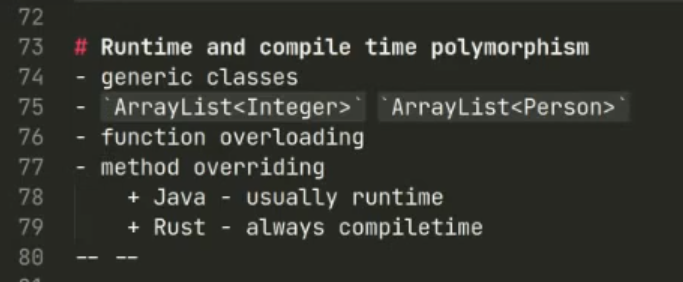 72
73 # Runtime and compile time polymorphism
74 - generic classes
75 - `ArrayList<Integer>` `ArrayList<Person>`
76 - function overloading
77 - method overriding
78     + Java - usually runtime
79     + Rust - always compiletime
80 -- --